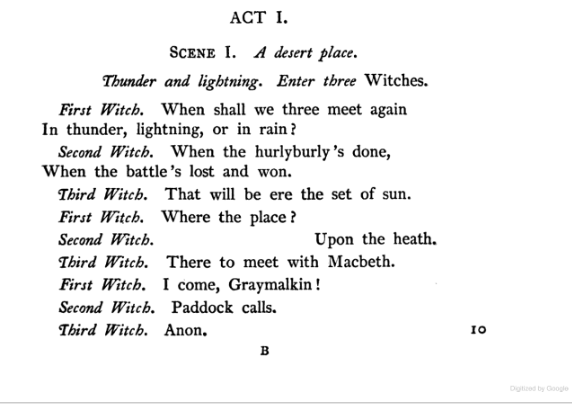 ACT I.
SCENE I. A desert place.
Thunder and lightning. Enter three Witches.
First Witch. When shall we three meet again
In thunder, lightning, or in rain?
Second Witch. When the hurlyburly's done,
When the battle's lost and won.
Third Witch. That will be ere the set of sun.
First Witch. Where the place?
Second Witch. Upon the heath.
Third Witch. There to meet with Macbeth.
First Witch. I come, Graymalkin!
Second Witch. Paddock calls.
Third Witch. Anon. 10
B
Digitized by Google